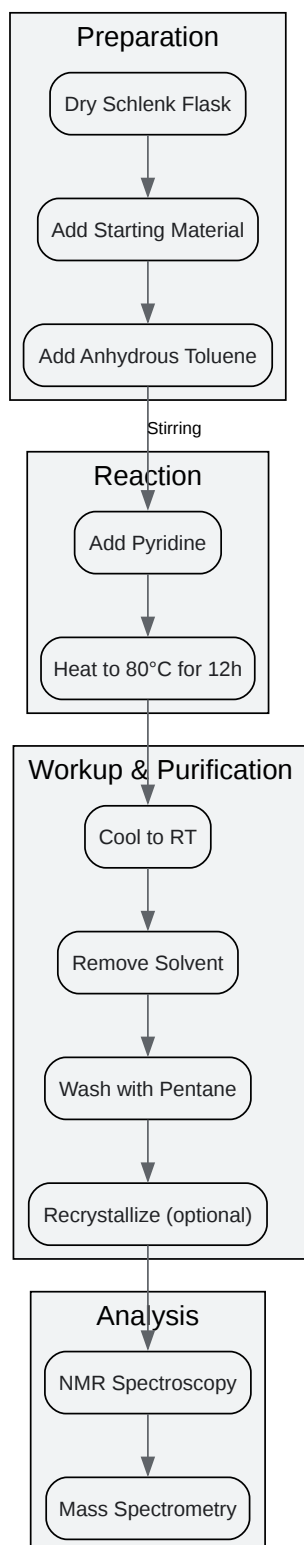 Preparation
Dry Schlenk Flask
Add Starting Material
Add Anhydrous Toluene
Stirring
Reaction
Add Pyridine
Heat to 80°C for 12h
Workup & Purification
Cool to RT
Remove Solvent
Wash with Pentane
Recrystallize (optional)
Analysis
NMR Spectroscopy
Mass Spectrometry